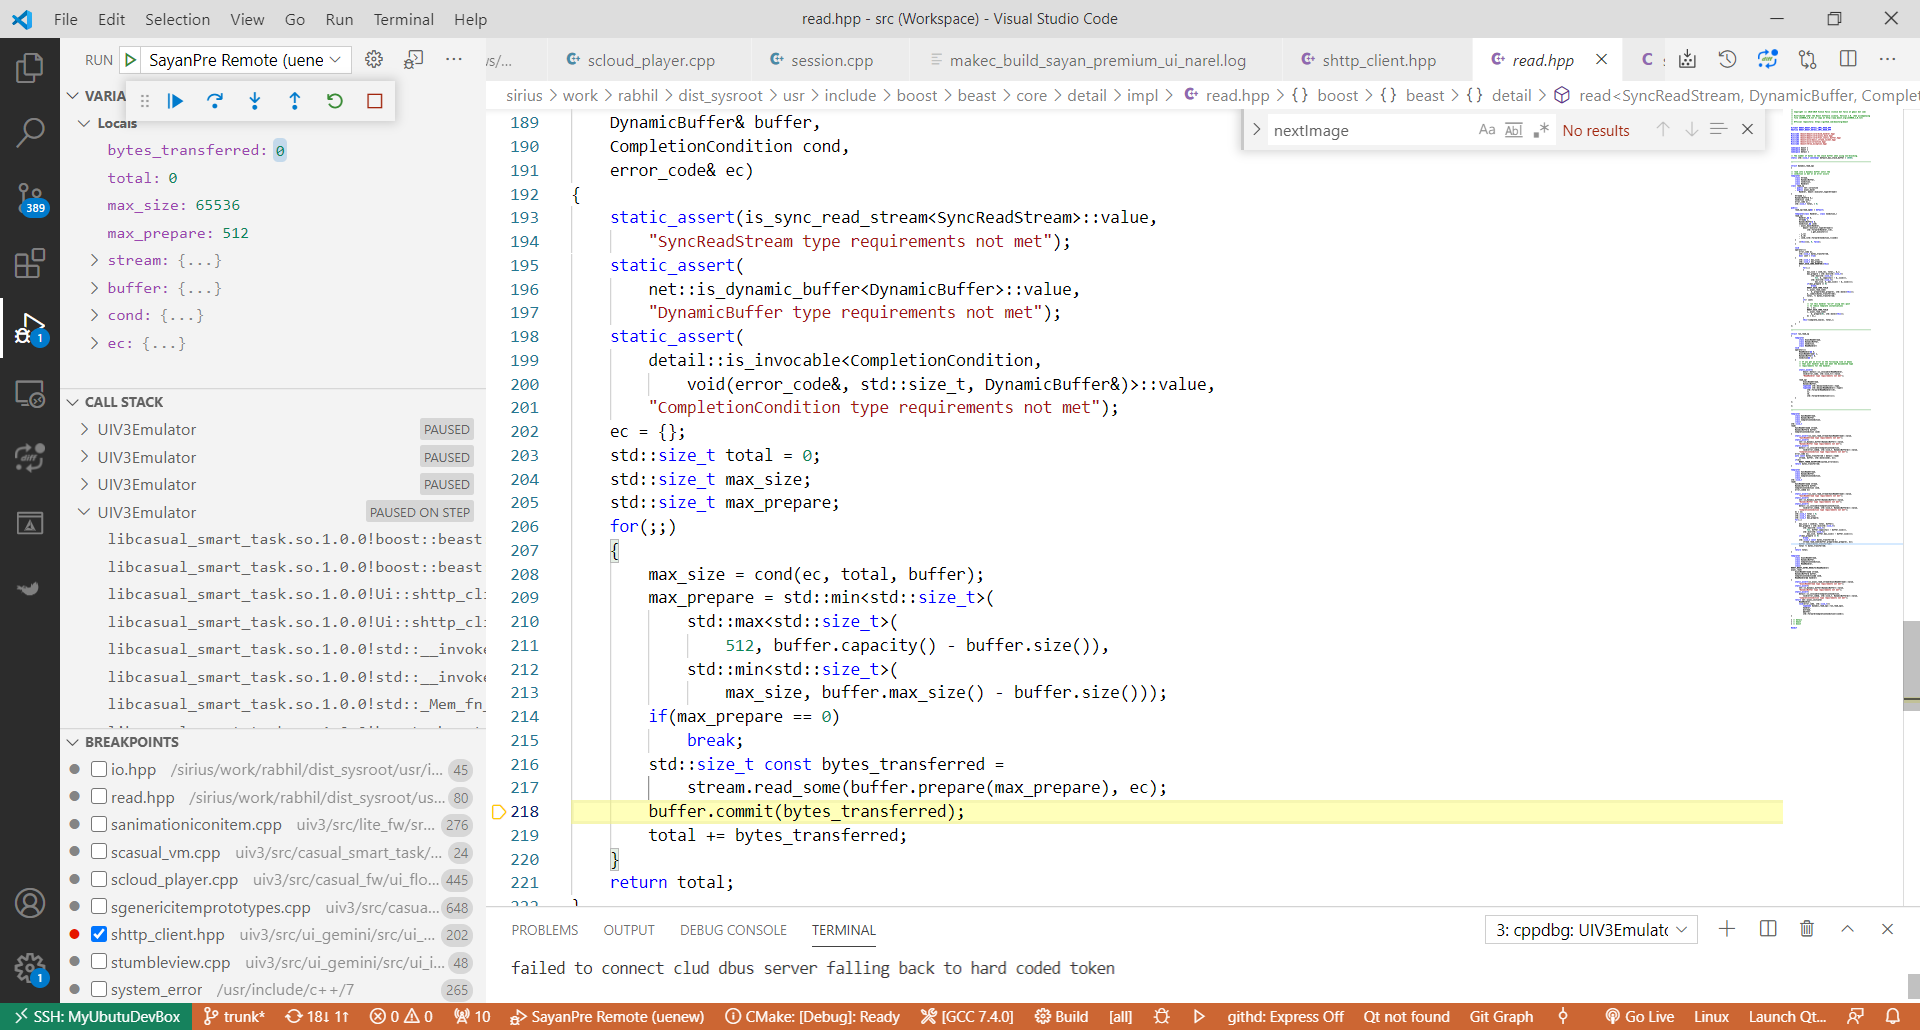 File Edit Selection View Go Run Terminal Help
read.hpp - src (Workspace) - Visual Studio Code
RUN SayanPre Remote (uene
vs/... scloud_player.cpp session.cpp makec_build_sayan_premium_ui_narel.log shttp_client.hpp read.hpp C
sirius > work > rabhil > dist_sysroot > usr > include > boost > beast > core > detail > impl > read.hpp > {} boost > {} beast > {} detail > read<SyncReadStream, DynamicBuffer, Complet
nextImage Aa Abl .* No results
VARIA
Locals
bytes_transferred: 0
total: 0
max_size: 65536
max_prepare: 512
stream: {...}
buffer: {...}
cond: {...}
ec: {...}
CALL STACK
UIV3Emulator PAUSED
UIV3Emulator PAUSED
UIV3Emulator PAUSED
UIV3Emulator PAUSED ON STEP
libcasual_smart_task.so.1.0.0!boost::beast
libcasual_smart_task.so.1.0.0!boost::beast
libcasual_smart_task.so.1.0.0!Ui::shttp_cli
libcasual_smart_task.so.1.0.0!Ui::shttp_cli
libcasual_smart_task.so.1.0.0!std::__invoke
libcasual_smart_task.so.1.0.0!std::__invoke
libcasual_smart_task.so.1.0.0!std::_Mem_fn_
BREAKPOINTS
io.hpp /sirius/work/rabhil/dist_sysroot/usr/i... 45
read.hpp /sirius/work/rabhil/dist_sysroot/us... 80
sanimationiconitem.cpp uiv3/src/lite_fw/sr... 276
scasual_vm.cpp uiv3/src/casual_smart_task/... 24
scloud_player.cpp uiv3/src/casual_fw/ui_flo... 445
sgenericitemprototypes.cpp uiv3/src/casua... 648
shttp_client.hpp uiv3/src/ui_gemini/src/ui_... 202
stumbleview.cpp uiv3/src/ui_gemini/src/ui_i... 48
system_error /usr/include/c++/7 265
389
1
1
189 DynamicBuffer& buffer,
190 CompletionCondition cond,
191 error_code& ec)
192 {
193 static_assert(is_sync_read_stream<SyncReadStream>::value,
194 "SyncReadStream type requirements not met");
195 static_assert(
196 net::is_dynamic_buffer<DynamicBuffer>::value,
197 "DynamicBuffer type requirements not met");
198 static_assert(
199 detail::is_invocable<CompletionCondition,
200 void(error_code&, std::size_t, DynamicBuffer&)>::value,
201 "CompletionCondition type requirements not met");
202 ec = {};
203 std::size_t total = 0;
204 std::size_t max_size;
205 std::size_t max_prepare;
206 for(;;)
207 {
208 max_size = cond(ec, total, buffer);
209 max_prepare = std::min<std::size_t>(
210 std::max<std::size_t>(
211 512, buffer.capacity() - buffer.size()),
212 std::min<std::size_t>(
213 max_size, buffer.max_size() - buffer.size()));
214 if(max_prepare == 0)
215 break;
216 std::size_t const bytes_transferred =
217 stream.read_some(buffer.prepare(max_prepare), ec);
218 buffer.commit(bytes_transferred);
219 total += bytes_transferred;
220 }
221 return total;
222 }
PROBLEMS OUTPUT DEBUG CONSOLE TERMINAL
3: cppdbg: UIV3Emulato
failed to connect clud dbus server falling back to hard coded token
SSH: MyUbutuDevBox trunk* 18↓ 1↑ 0 0 10 SayanPre Remote (uenew) CMake: [Debug]: Ready [GCC 7.4.0] Build [all] githd: Express Off Qt not found Git Graph Go Live Linux Launch Qt...